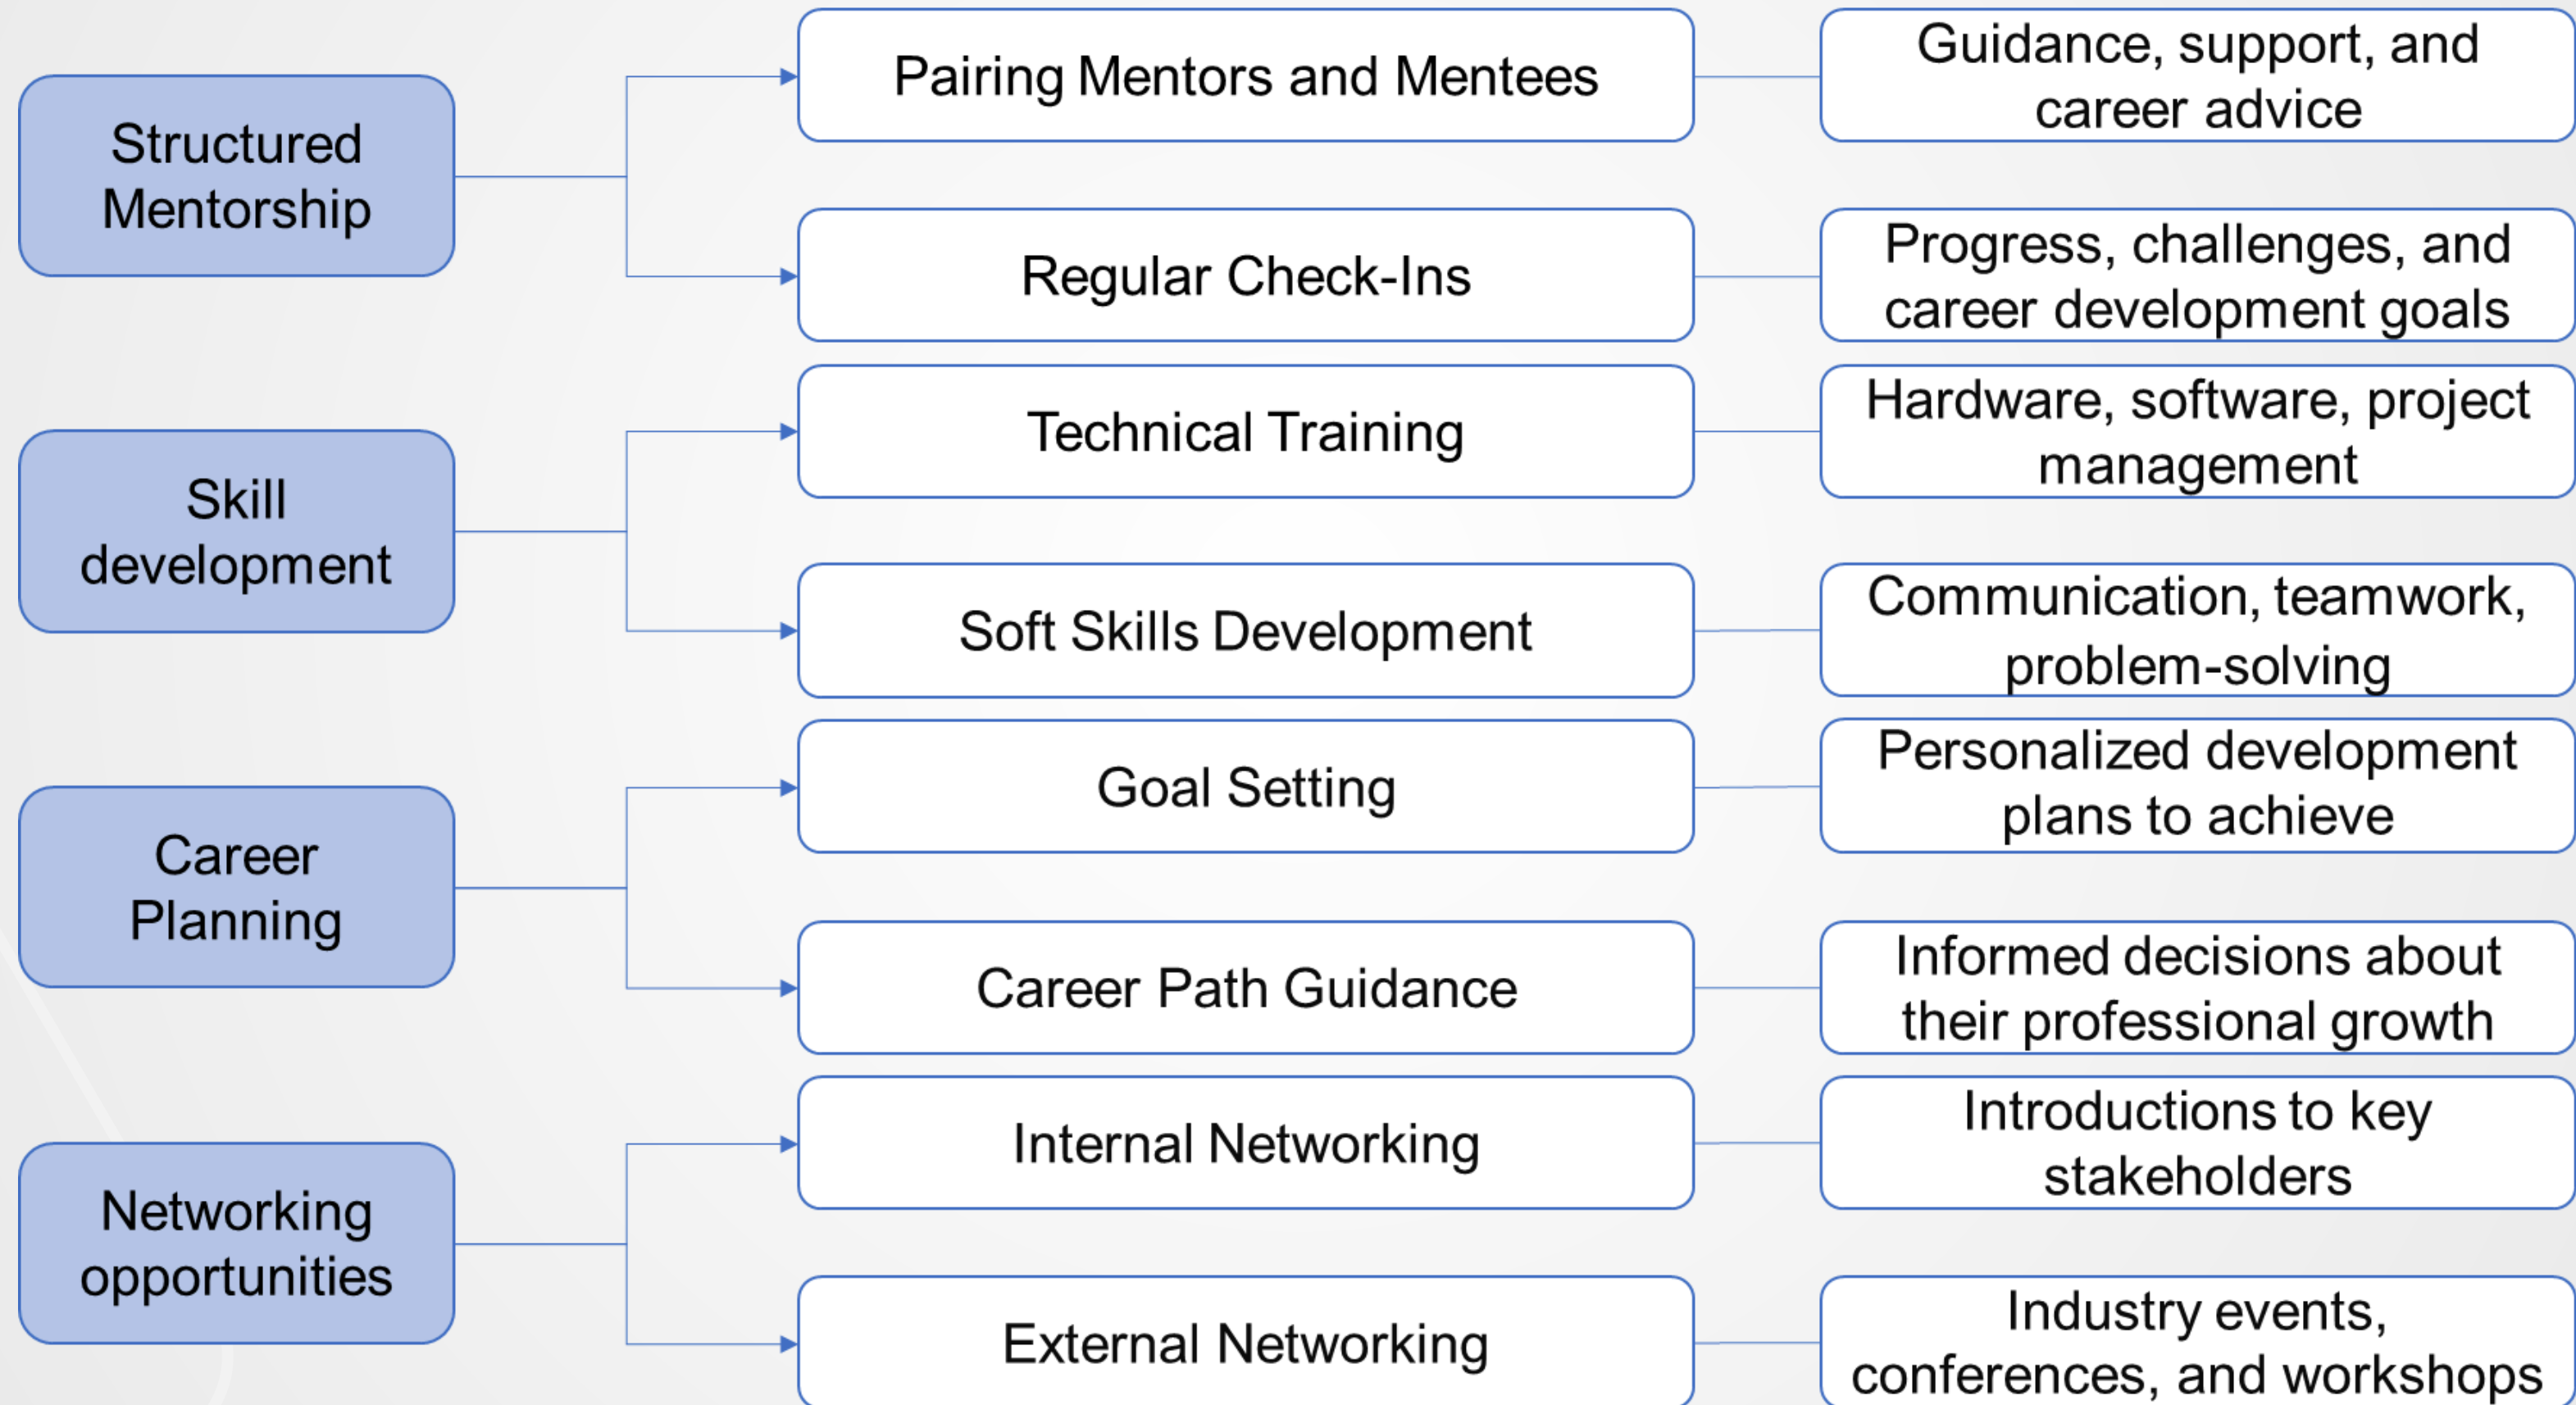 Structured
Mentorship
Pairing Mentors and Mentees
Guidance, support, and
career advice
Regular Check-Ins
Progress, challenges, and
career development goals
Skill
development
Technical Training
Hardware, software, project
management
Soft Skills Development
Communication, teamwork,
problem-solving
Career
Planning
Goal Setting
Personalized development
plans to achieve
Career Path Guidance
Informed decisions about
their professional growth
Networking
opportunities
Internal Networking
Introductions to key
stakeholders
External Networking
Industry events,
conferences, and workshops